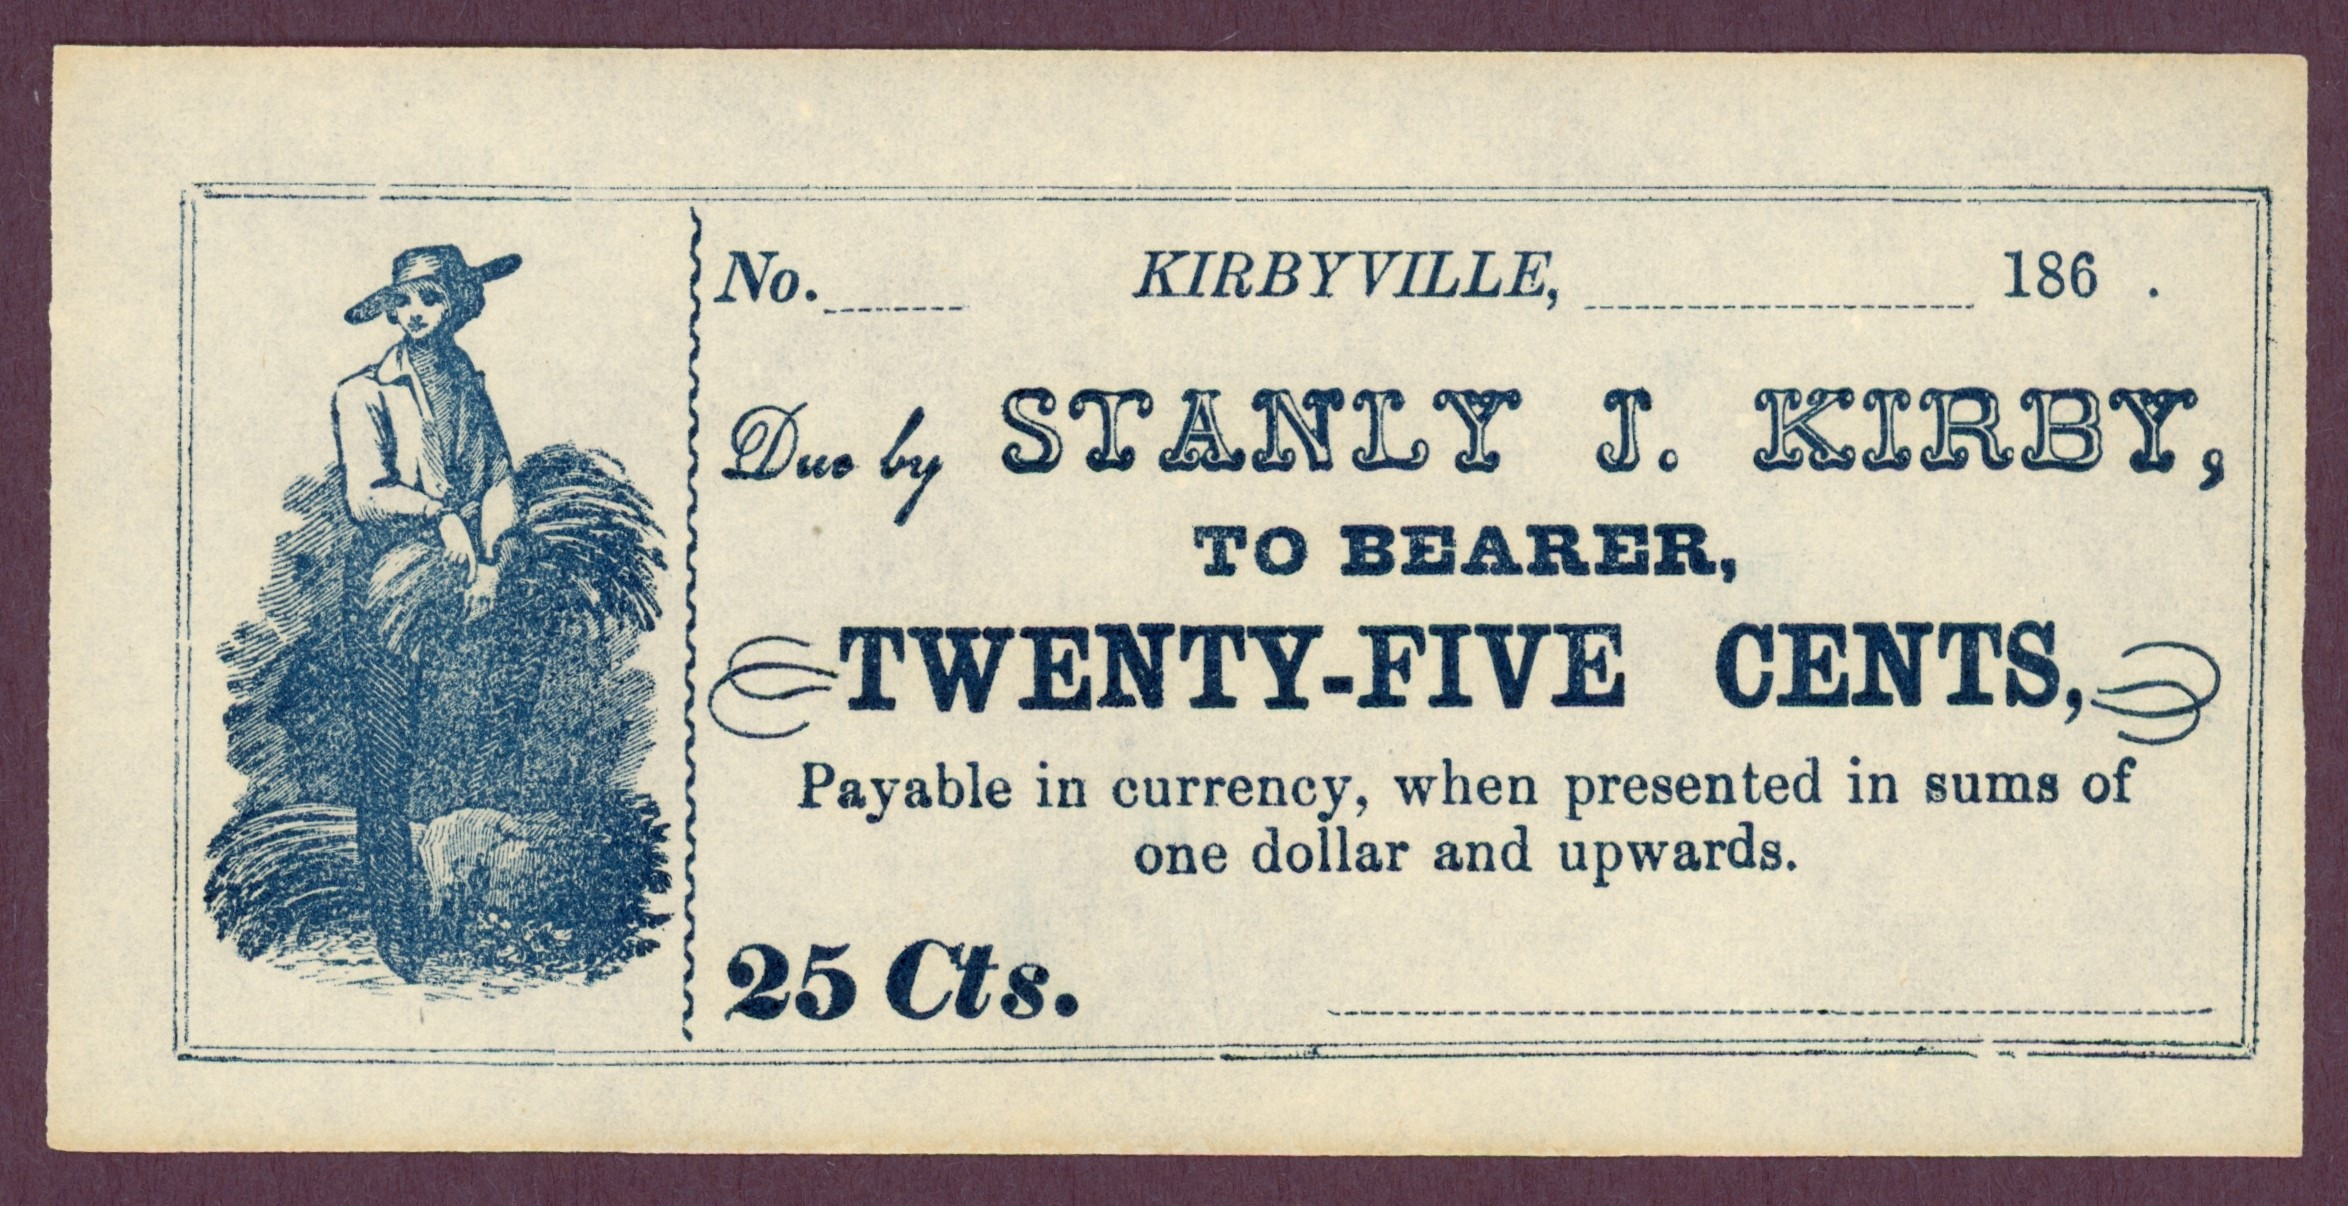 No. KIRBYVILLE, 186 .
Due by STANLY J. KIRBY,
TO BEARER,
TWENTY-FIVE CENTS,
Payable in currency, when presented in sums of
one dollar and upwards.
25 Cts.